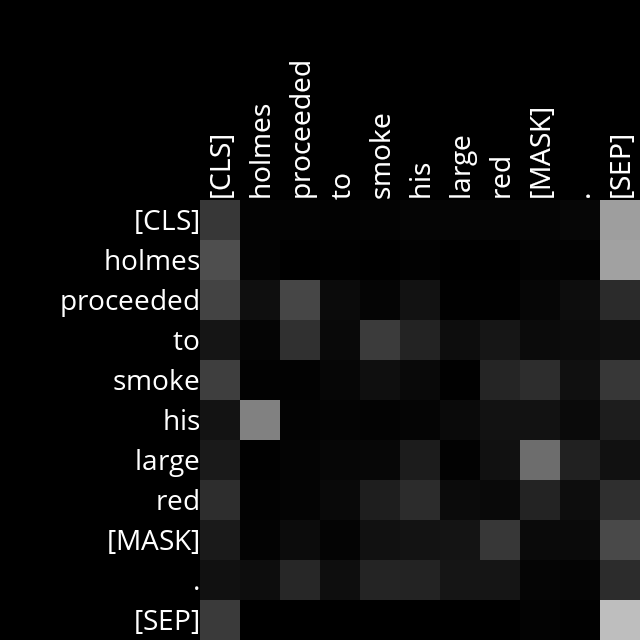 [CLS] holmes proceeded to smoke his large red [MASK] . [SEP]
[CLS]
holmes
proceeded
to
smoke
his
large
red
[MASK]
.
[SEP]